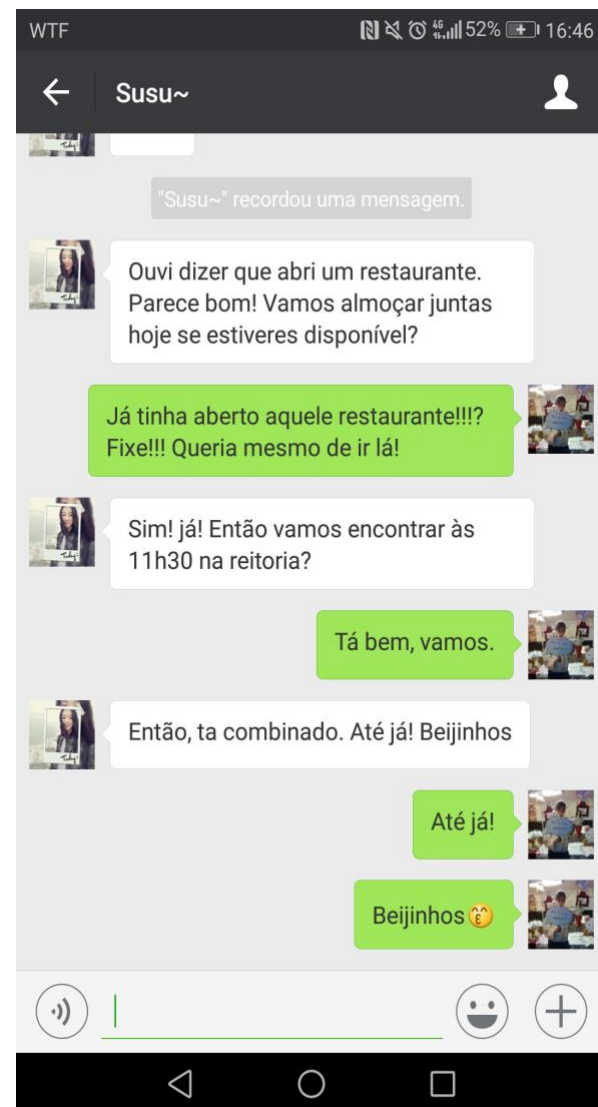 WTF 4G 52% 16:46
Susu~
"Susu~" recordou uma mensagem.
Ouvi dizer que abri um restaurante.
Parece bom! Vamos almoçar juntas
hoje se estiveres disponível?
Já tinha aberto aquele restaurante!!!?
Fixe!!! Queria mesmo de ir lá!
Sim! já! Então vamos encontrar às
11h30 na reitoria?
Tá bem, vamos.
Então, ta combinado. Até já! Beijinhos
Até já!
Beijinhos